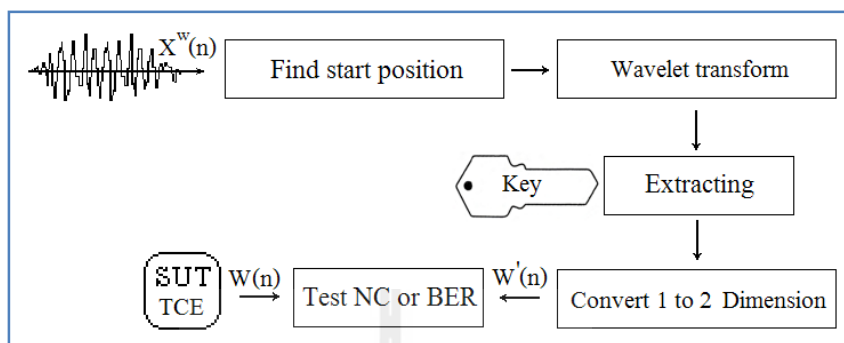 X^w(n)
Find start position
Wavelet transform
Key
Extracting
SUT
TCE
W(n)
Test NC or BER
W'(n)
Convert 1 to 2 Dimension